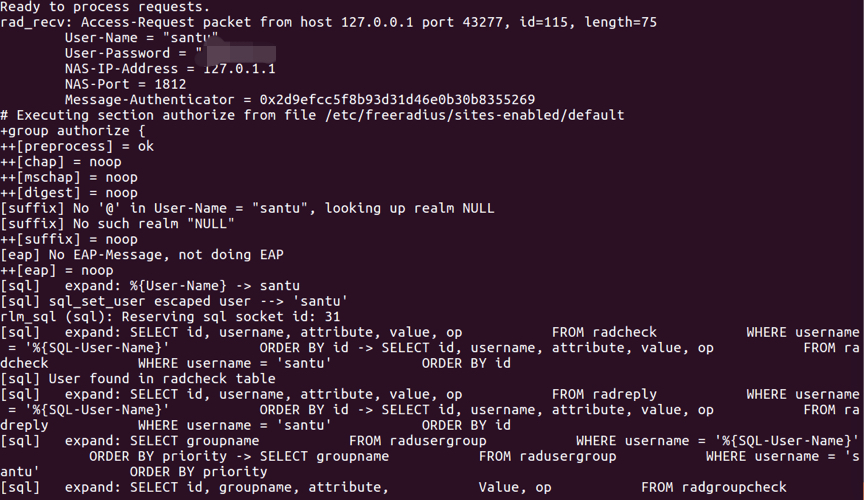 Ready to process requests.
rad_recv: Access-Request packet from host 127.0.0.1 port 43277, id=115, length=75
User-Name = "santu"
User-Password = "
NAS-IP-Address = 127.0.1.1
NAS-Port = 1812
Message-Authenticator = 0x2d9efcc5f8b93d31d46e0b30b8355269
# Executing section authorize from file /etc/freeradius/sites-enabled/default
+group authorize {
++[preprocess] = ok
++[chap] = noop
++[mschap] = noop
++[digest] = noop
[suffix] No '@' in User-Name = "santu", looking up realm NULL
[suffix] No such realm "NULL"
++[suffix] = noop
[eap] No EAP-Message, not doing EAP
++[eap] = noop
[sql]   expand: %{User-Name} -> santu
[sql] sql_set_user escaped user --> 'santu'
rlm_sql (sql): Reserving sql socket id: 31
[sql]   expand: SELECT id, username, attribute, value, op           FROM radcheck           WHERE username
 = '%{SQL-User-Name}'           ORDER BY id -> SELECT id, username, attribute, value, op           FROM ra
dcheck           WHERE username = 'santu'           ORDER BY id
[sql] User found in radcheck table
[sql]   expand: SELECT id, username, attribute, value, op           FROM radreply           WHERE username
 = '%{SQL-User-Name}'           ORDER BY id -> SELECT id, username, attribute, value, op           FROM ra
dreply           WHERE username = 'santu'           ORDER BY id
[sql]   expand: SELECT groupname           FROM radusergroup           WHERE username = '%{SQL-User-Name}'
           ORDER BY priority -> SELECT groupname           FROM radusergroup           WHERE username = 's
antu'           ORDER BY priority
[sql]   expand: SELECT id, groupname, attribute,           Value, op           FROM radgroupcheck